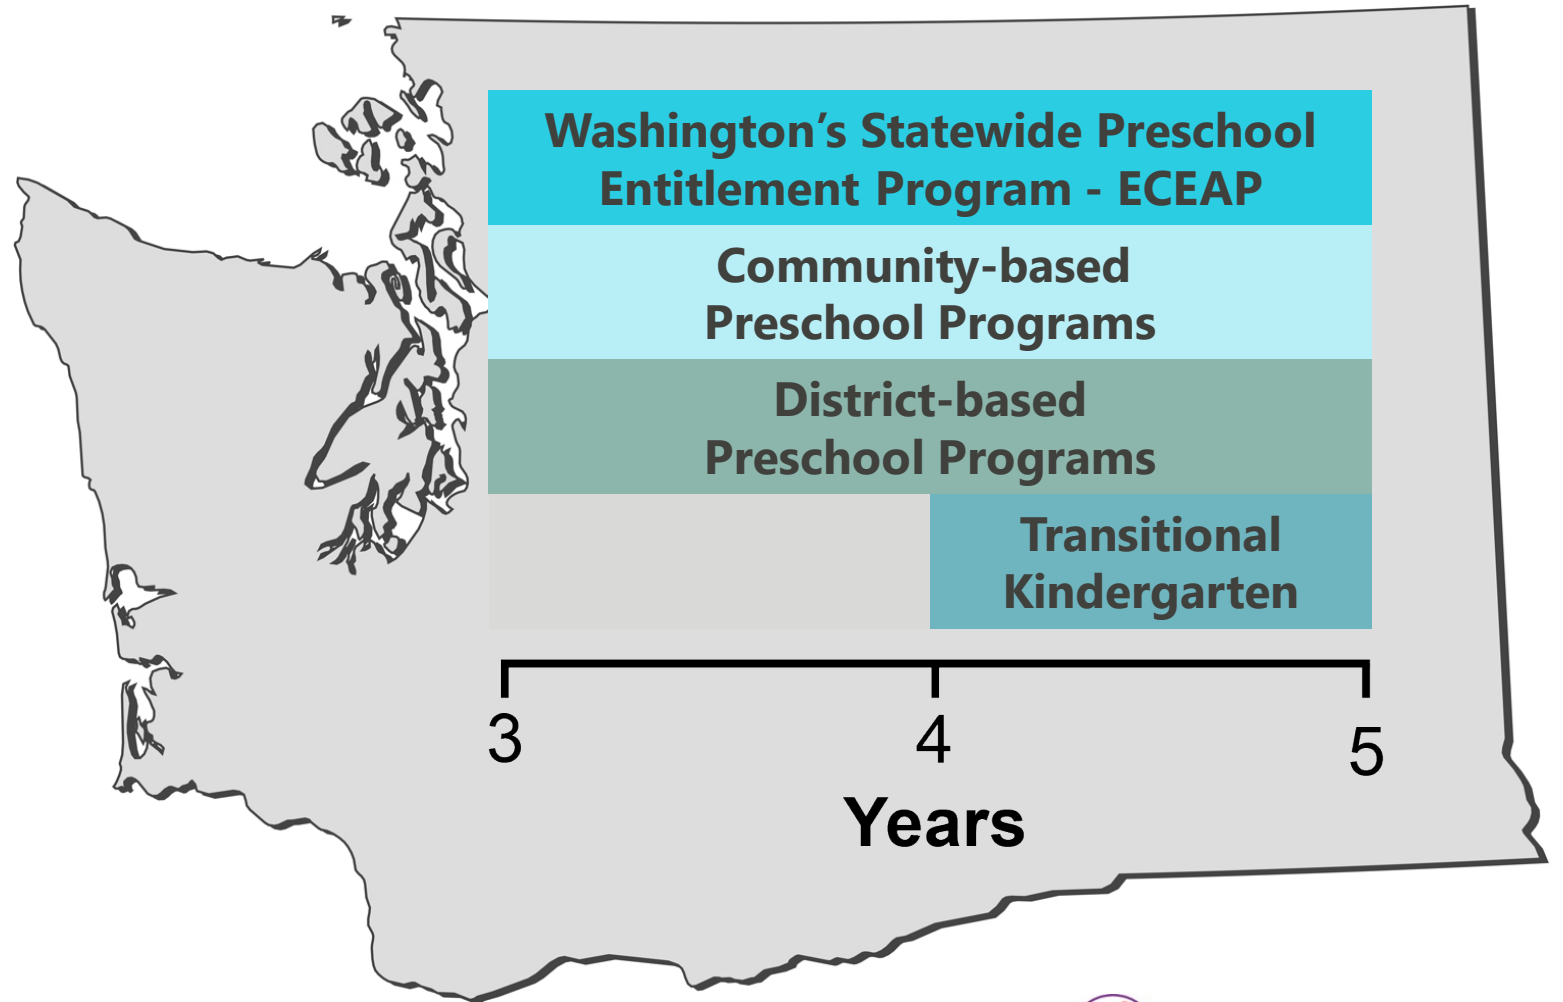 Washington’s Statewide Preschool
Entitlement Program - ECEAP
Community-based
Preschool Programs
District-based
Preschool Programs
Transitional
Kindergarten
3
4
5
Years